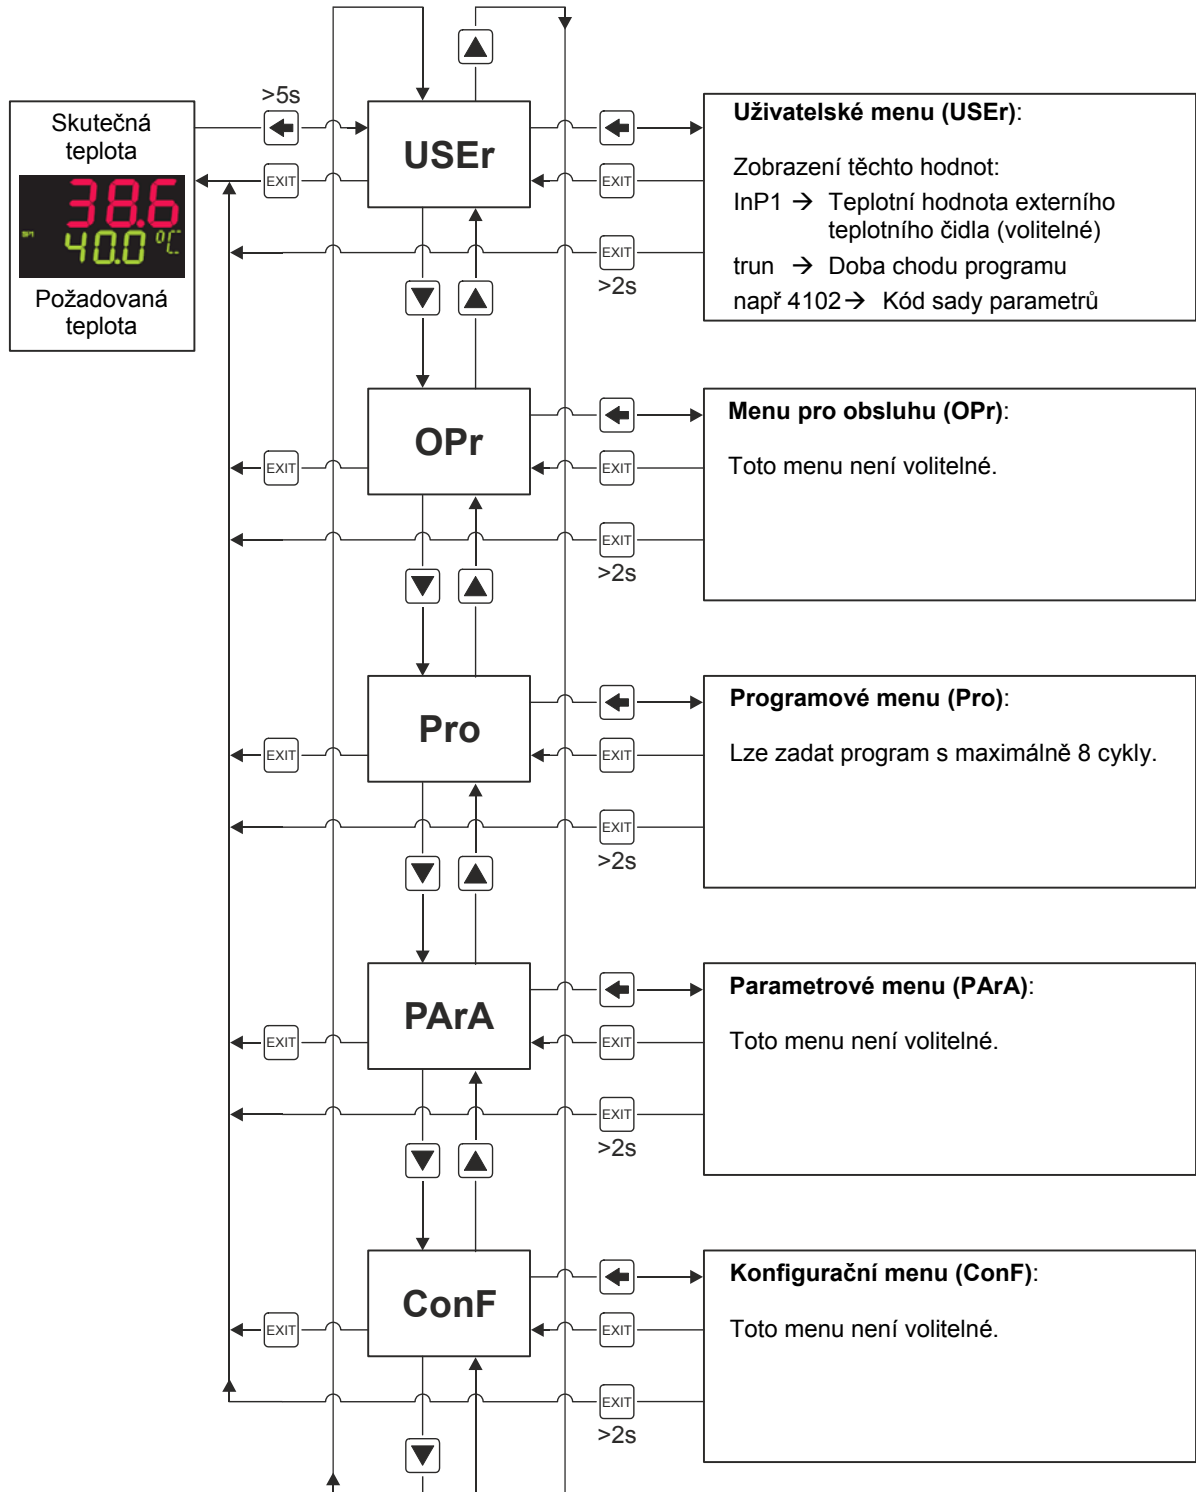 >5s
Skutečná
teplota
38.6
SP1 40.0 °C
Požadovaná
teplota
EXIT
USEr
EXIT
EXIT
>2s
Uživatelské menu (USEr):
Zobrazení těchto hodnot:
InP1 → Teplotní hodnota externího
teplotního čidla (volitelné)
trun → Doba chodu programu
např 4102 → Kód sady parametrů
OPr
EXIT
EXIT
EXIT
>2s
Menu pro obsluhu (OPr):
Toto menu není volitelné.
Pro
EXIT
EXIT
EXIT
>2s
Programové menu (Pro):
Lze zadat program s maximálně 8 cykly.
PArA
EXIT
EXIT
EXIT
>2s
Parametrové menu (PArA):
Toto menu není volitelné.
ConF
EXIT
EXIT
EXIT
>2s
Konfigurační menu (ConF):
Toto menu není volitelné.